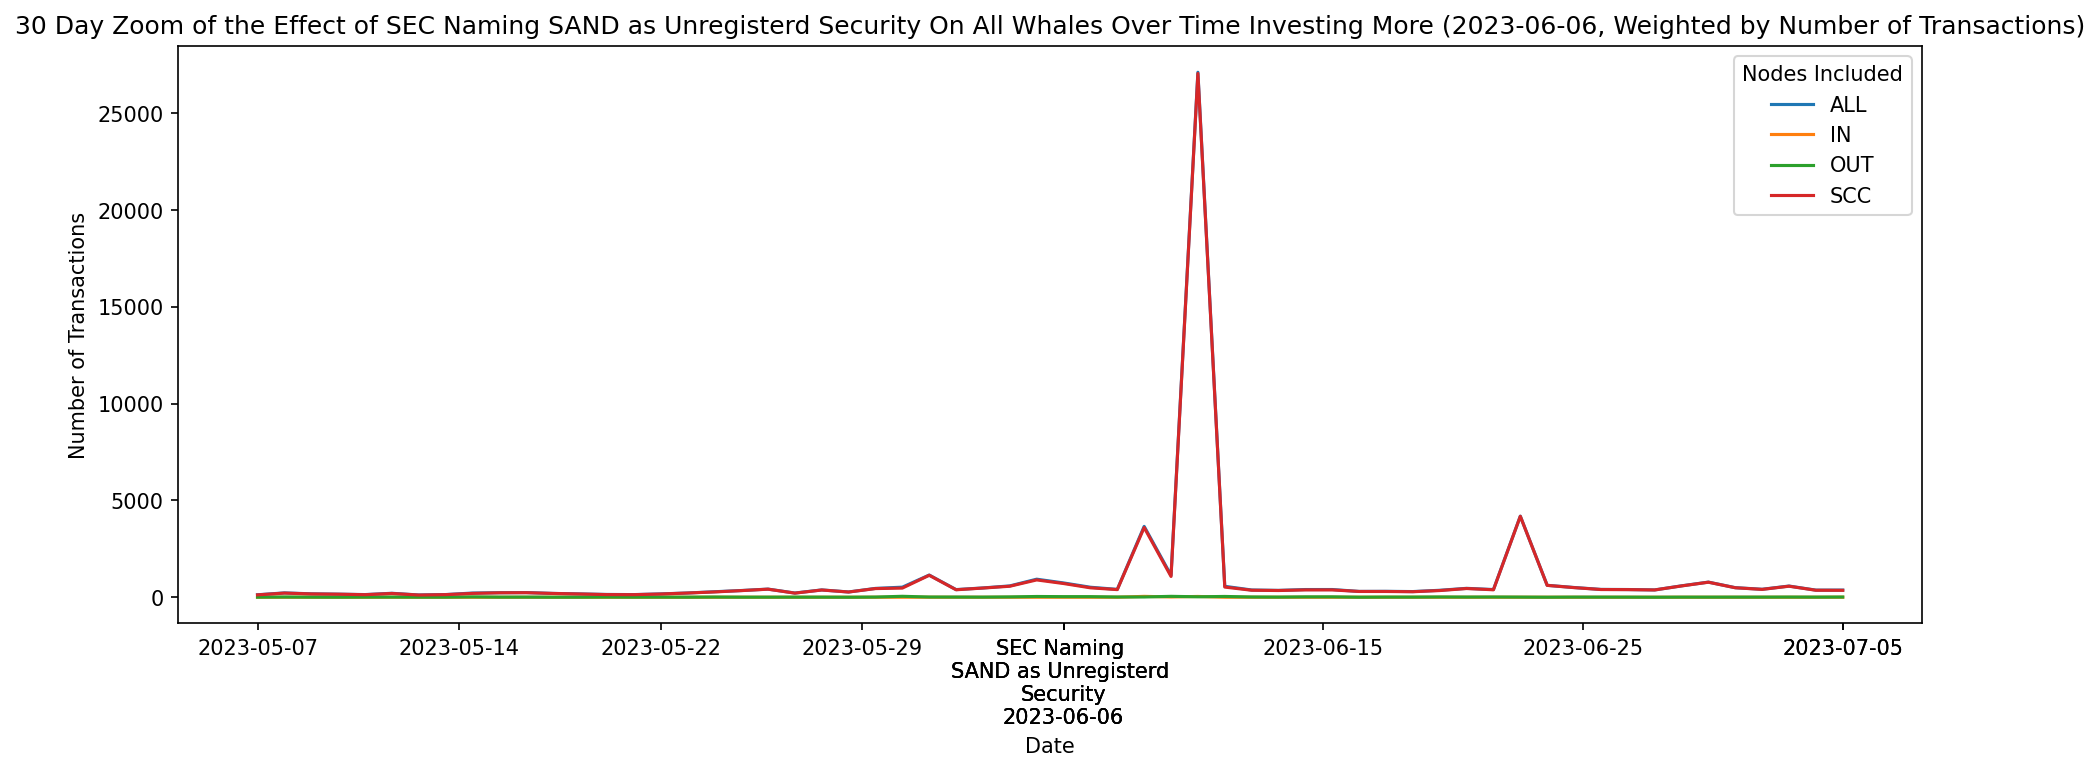 30 Day Zoom of the Effect of SEC Naming SAND as Unregisterd Security On All Whales Over Time Investing More (2023-06-06, Weighted by Number of Transactions)
Nodes Included
ALL
IN
OUT
SCC
Number of Transactions
25000
20000
15000
10000
5000
0
2023-05-07
2023-05-14
2023-05-22
2023-05-29
SEC Naming
SAND as Unregisterd
Security
2023-06-06
2023-06-15
2023-06-25
2023-07-05
Date